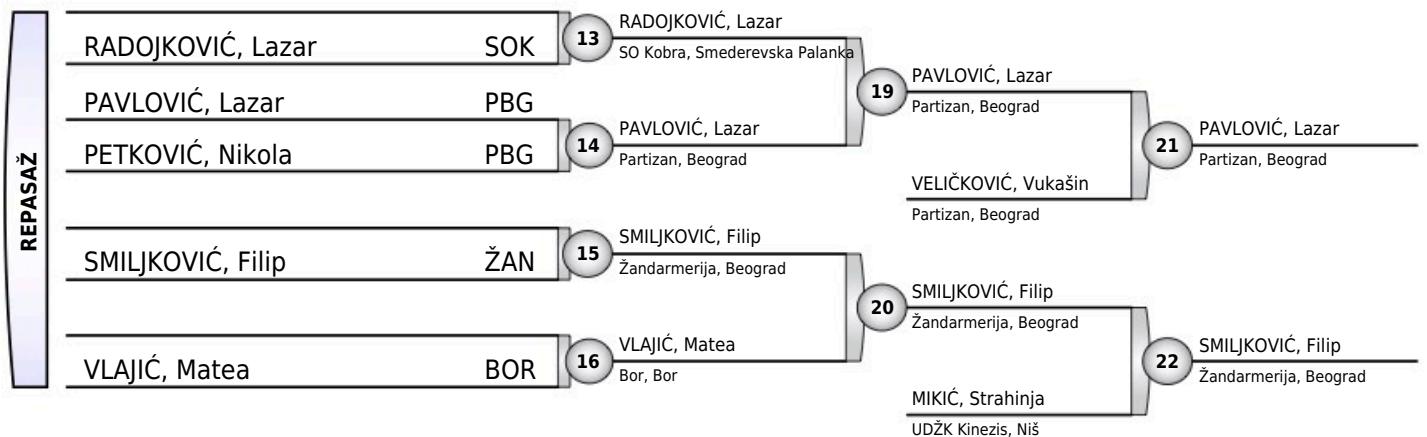 REPASAŽ
RADOJKOVIĆ, Lazar SOK
PAVLOVIĆ, Lazar PBG
PETKOVIĆ, Nikola PBG
SMILJKOVIĆ, Filip ŽAN
VLAJIĆ, Matea BOR
13
RADOJKOVIĆ, Lazar
SO Kobra, Smederevska Palanka
14
PAVLOVIĆ, Lazar
Partizan, Beograd
15
SMILJKOVIĆ, Filip
Žandarmerija, Beograd
16
VLAJIĆ, Matea
Bor, Bor
19
PAVLOVIĆ, Lazar
Partizan, Beograd
VELIČKOVIĆ, Vukašin
Partizan, Beograd
20
SMILJKOVIĆ, Filip
Žandarmerija, Beograd
MIKIĆ, Strahinja
UDŽK Kinezis, Niš
21
PAVLOVIĆ, Lazar
Partizan, Beograd
22
SMILJKOVIĆ, Filip
Žandarmerija, Beograd